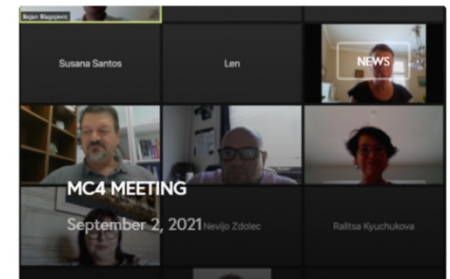 Bojan Blagojevic
Susana Santos
Len
NEWS
MC4 MEETING
September 2, 2021
Nevijo Zdolec
Ralitsa Kyuchukova